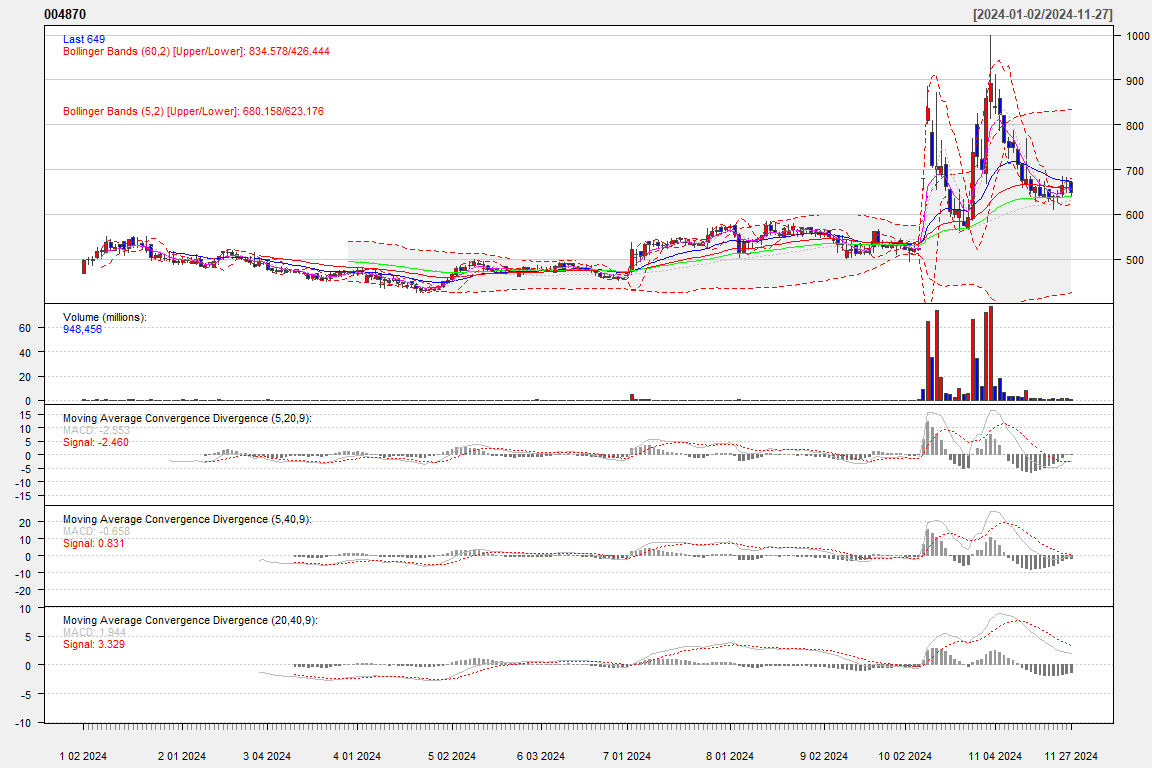 004870 [2024-01-02/2024-11-27]
Last 649
Bollinger Bands (60,2) [Upper/Lower]: 834.578/426.444
Bollinger Bands (5,2) [Upper/Lower]: 680.158/623.176
1000
900
800
700
600
500
Volume (millions):
948,456
60
40
20
0
Moving Average Convergence Divergence (5,20,9):
MACD: -2.553
Signal: -2.460
15
10
5
0
-5
-10
-15
Moving Average Convergence Divergence (5,40,9):
MACD: -0.658
Signal: 0.831
20
10
0
-10
-20
Moving Average Convergence Divergence (20,40,9):
MACD: 1.944
Signal: 3.329
10
5
0
-5
-10
1 02 2024 2 01 2024 3 04 2024 4 01 2024 5 02 2024 6 03 2024 7 01 2024 8 01 2024 9 02 2024 10 02 2024 11 04 2024 11 27 2024